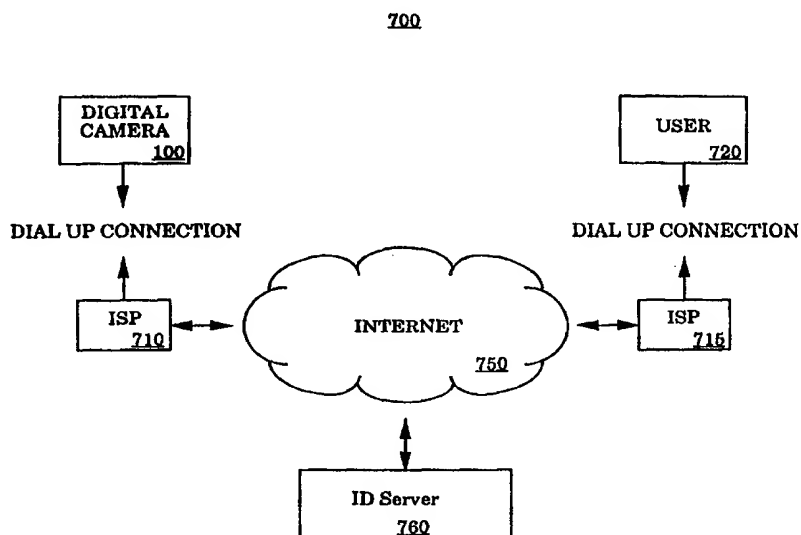 700
DIGITAL
CAMERA
100
USER
720
DIAL UP CONNECTION
DIAL UP CONNECTION
ISP
710
INTERNET
750
ISP
715
ID Server
760